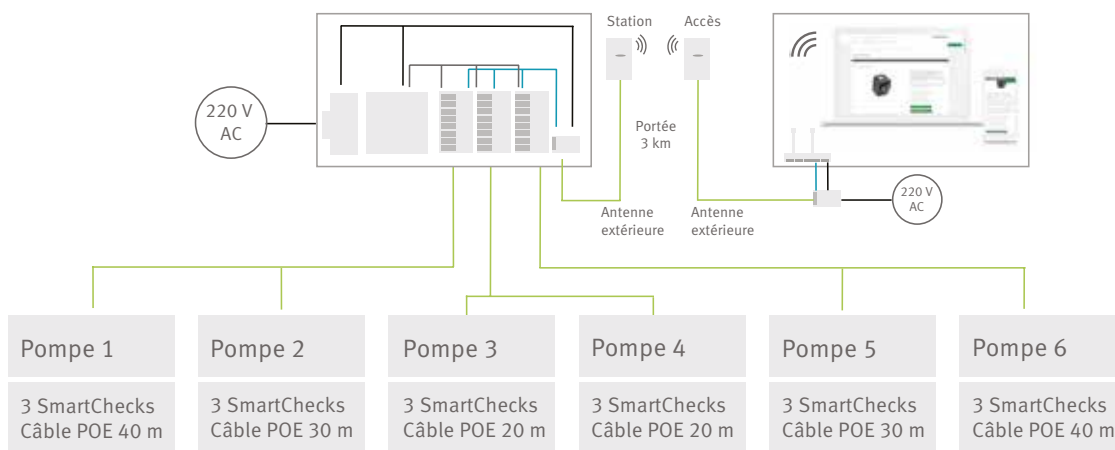 Station
Accès
220 V
AC
Portée
3 km
220 V
AC
Antenne
extérieure
Antenne
extérieure
Pompe 1
Pompe 2
Pompe 3
Pompe 4
Pompe 5
Pompe 6
3 SmartChecks
Câble POE 40 m
3 SmartChecks
Câble POE 30 m
3 SmartChecks
Câble POE 20 m
3 SmartChecks
Câble POE 20 m
3 SmartChecks
Câble POE 30 m
3 SmartChecks
Câble POE 40 m